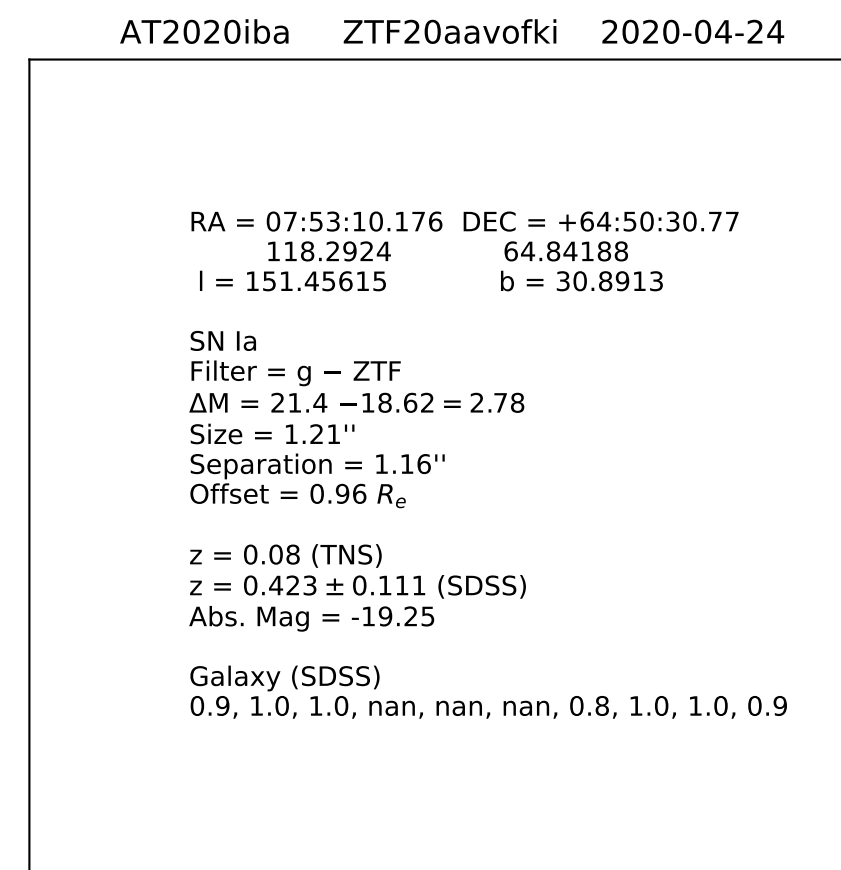 AT2020iba ZTF20aavofki 2020-04-24
RA = 07:53:10.176 DEC = +64:50:30.77
118.2924 64.84188
l = 151.45615 b = 30.8913
SN Ia
Filter = g − ZTF
ΔM = 21.4 −18.62 = 2.78
Size = 1.21''
Separation = 1.16''
Offset = 0.96 Rₑ
z = 0.08 (TNS)
z = 0.423 ± 0.111 (SDSS)
Abs. Mag = -19.25
Galaxy (SDSS)
0.9, 1.0, 1.0, nan, nan, nan, 0.8, 1.0, 1.0, 0.9